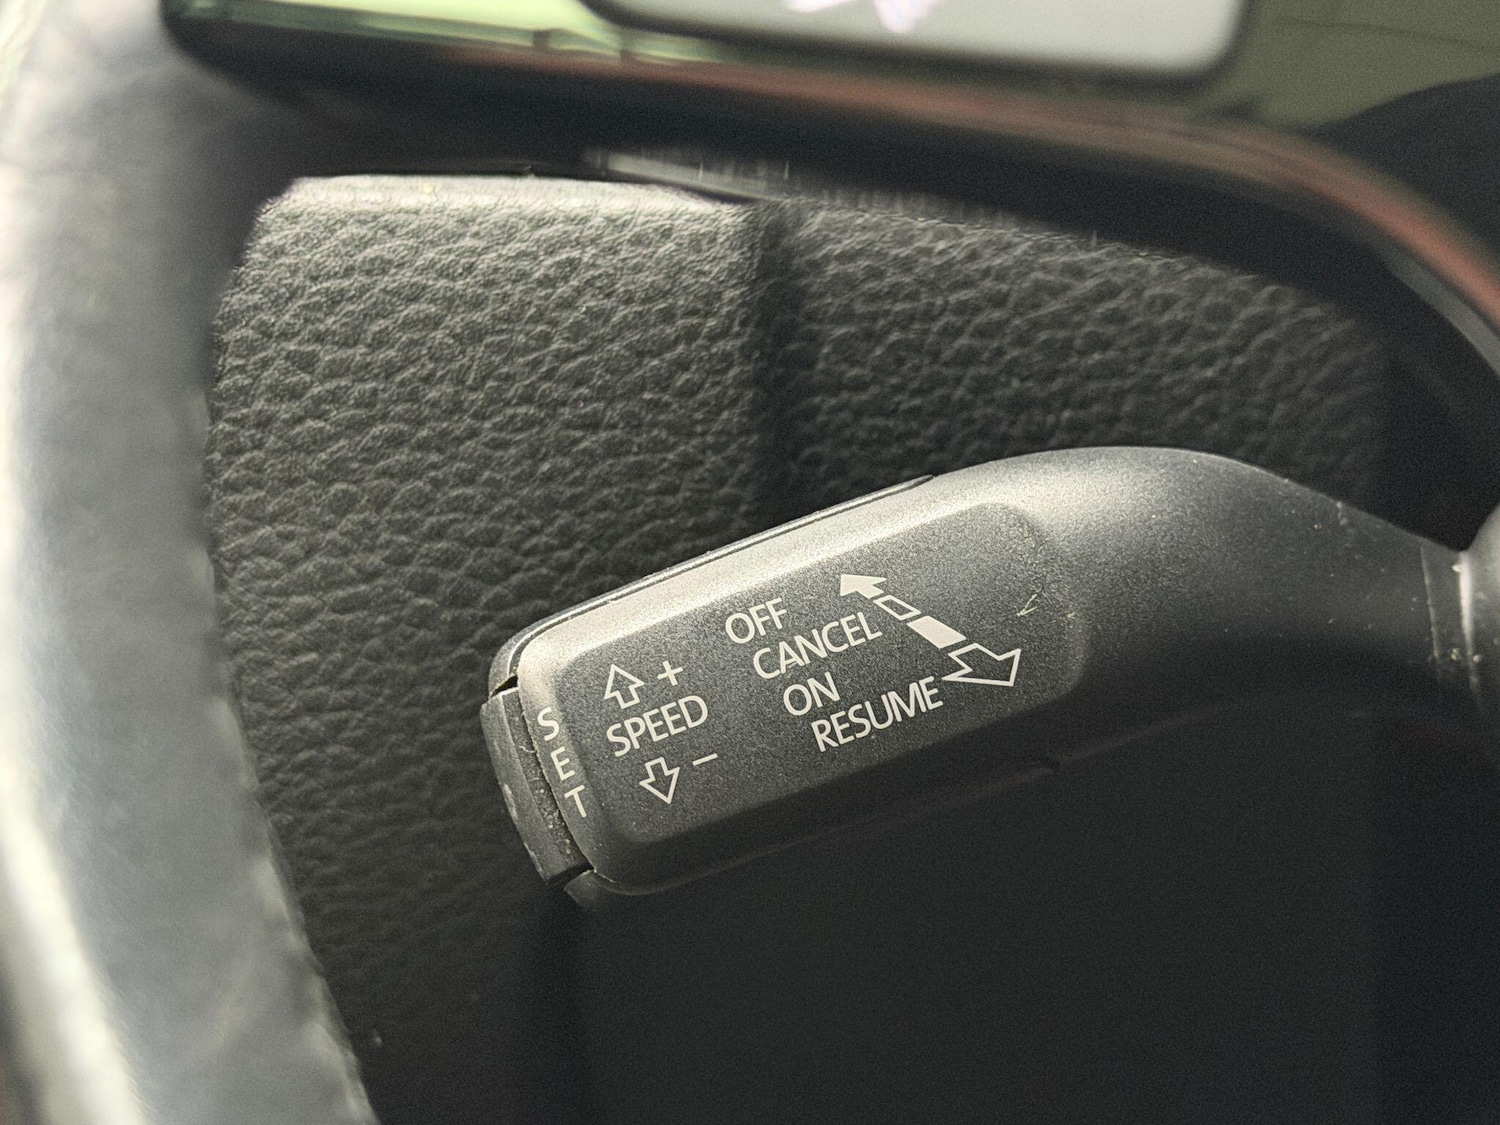 OFF
CANCEL
ON
RESUME
+
SPEED
−
SET